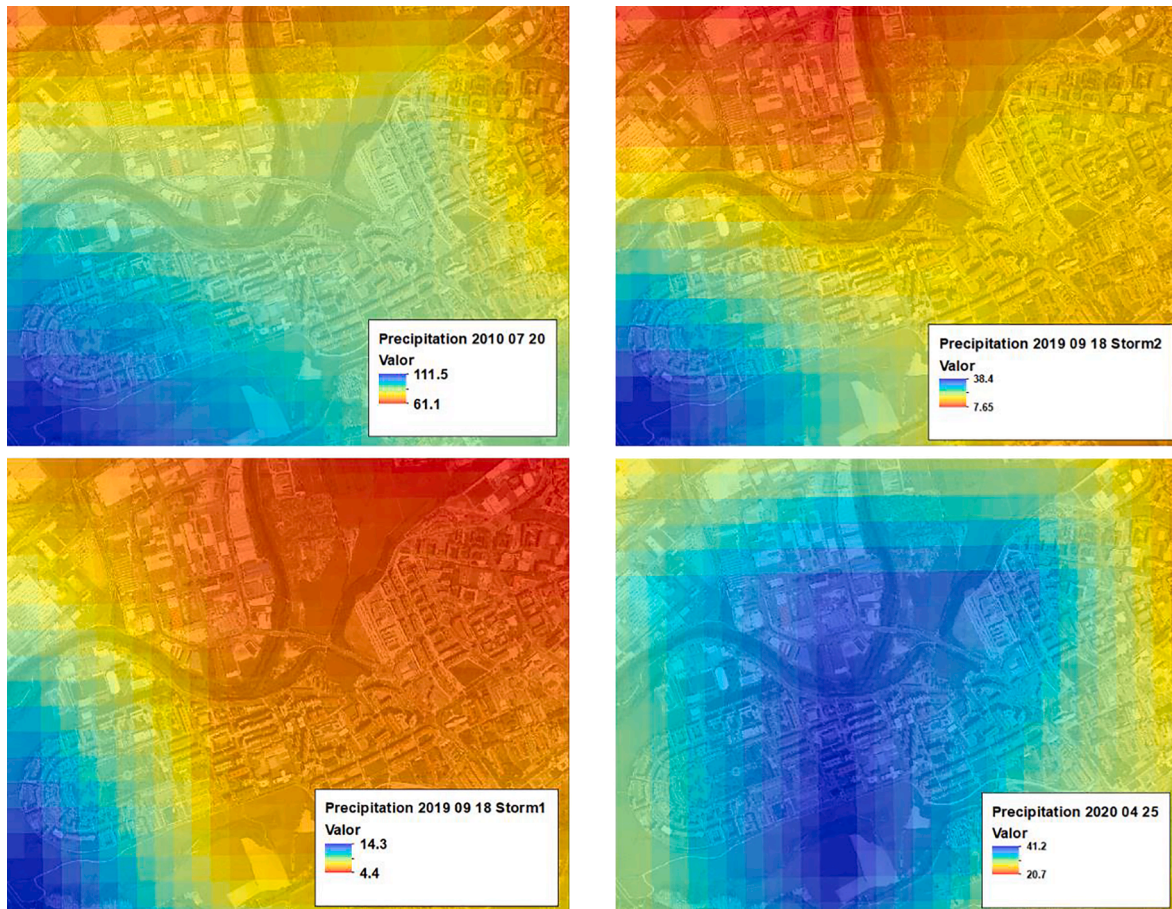 Precipitation 2010 07 20
Valor
111.5
61.1
Precipitation 2019 09 18 Storm2
Valor
38.4
7.65
Precipitation 2019 09 18 Storm1
Valor
14.3
4.4
Precipitation 2020 04 25
Valor
41.2
20.7